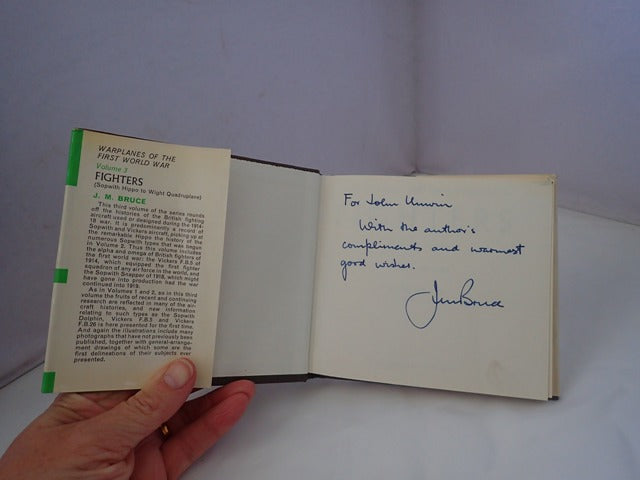 WARPLANES OF THE
FIRST WORLD WAR
Volume 3
FIGHTERS
(Sopwith Hippo to Wight Quadruplane)
J. M. BRUCE
This third volume of the series rounds
off the histories of the British fighting
aircraft used or designed during the 1914-
18 war. It is predominantly a record of
Sopwith and Vickers aircraft, picking up at
the remarkable Hippo the history of the
numerous Sopwith types that was begun
in Volume 2. Thus this volume includes
the alpha and omega of British fighters of
the first world war: the Vickers F.B.5 of
1914, which equipped the first fighter
squadron of any air force in the world, and
the Sopwith Snapper of 1918, which might
have gone into production had the war
continued into 1919.
As in Volumes 1 and 2, so in this third
volume the fruits of recent and continuing
research are reflected in many of the air-
craft histories, and new information
relating to such types as the Sopwith
Dolphin, Vickers F.B.5 and Vickers
F.B.26 is here presented for the first time.
And again the illustrations include many
photographs that have not previously been
published, together with general-arrange-
ment drawings of which some are the
first delineations of their subjects ever
presented.
For John Unwin
With the author's
compliments and warmest
good wishes.
Jim Bruce